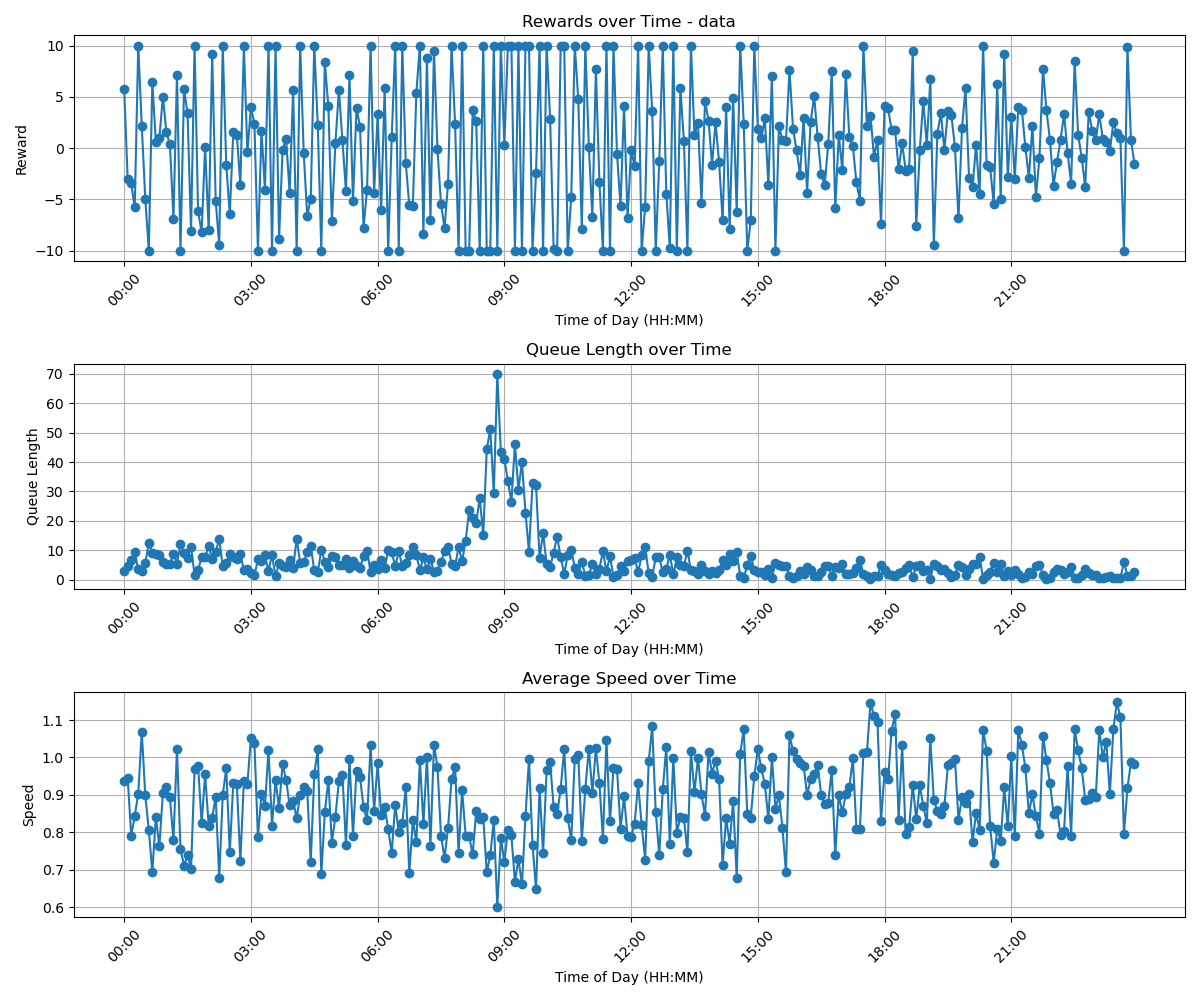 Rewards over Time - data
10
5
0
−5
−10
Reward
00:00 03:00 06:00 09:00 12:00 15:00 18:00 21:00
Time of Day (HH:MM)
Queue Length over Time
70
60
50
40
30
20
10
0
Queue Length
00:00 03:00 06:00 09:00 12:00 15:00 18:00 21:00
Time of Day (HH:MM)
Average Speed over Time
1.1
1.0
0.9
0.8
0.7
0.6
Speed
00:00 03:00 06:00 09:00 12:00 15:00 18:00 21:00
Time of Day (HH:MM)